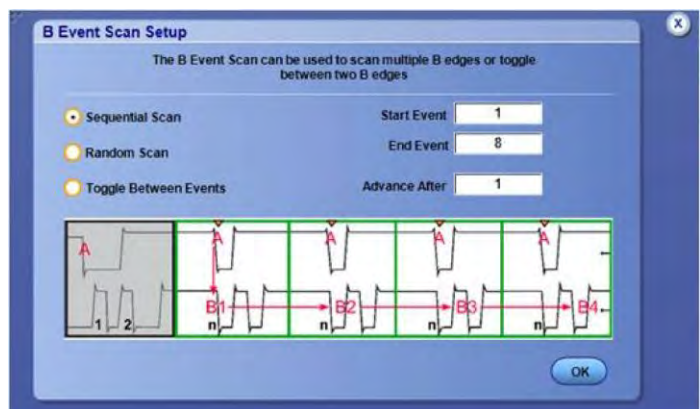 B Event Scan Setup
X
The B Event Scan can be used to scan multiple B edges or toggle
between two B edges
Sequential Scan
Start Event 1
Random Scan
End Event 8
Toggle Between Events
Advance After 1
A A A A A
B1 B2 B3 B4
1 2 n n n n
OK